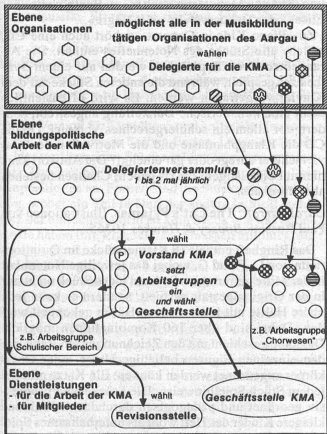 Ebene
Organisationen
möglichst alle in der Musikbildung
tätigen Organisationen des Aargau
wählen
Delegierte für die KMA
Ebene
bildungspolitische
Arbeit der KMA
Delegiertenversammlung
1 bis 2 mal jährlich
wählt
P
Vorstand KMA
setzt
Arbeitsgruppen
ein
und wählt
Geschäftsstelle
z.B. Arbeitsgruppe
Schulischer Bereich
z.B. Arbeitsgruppe
"Chorwesen"
Ebene
Dienstleistungen
- für die Arbeit der KMA
- für Mitglieder
wählt
Revisionsstelle
Geschäftsstelle KMA